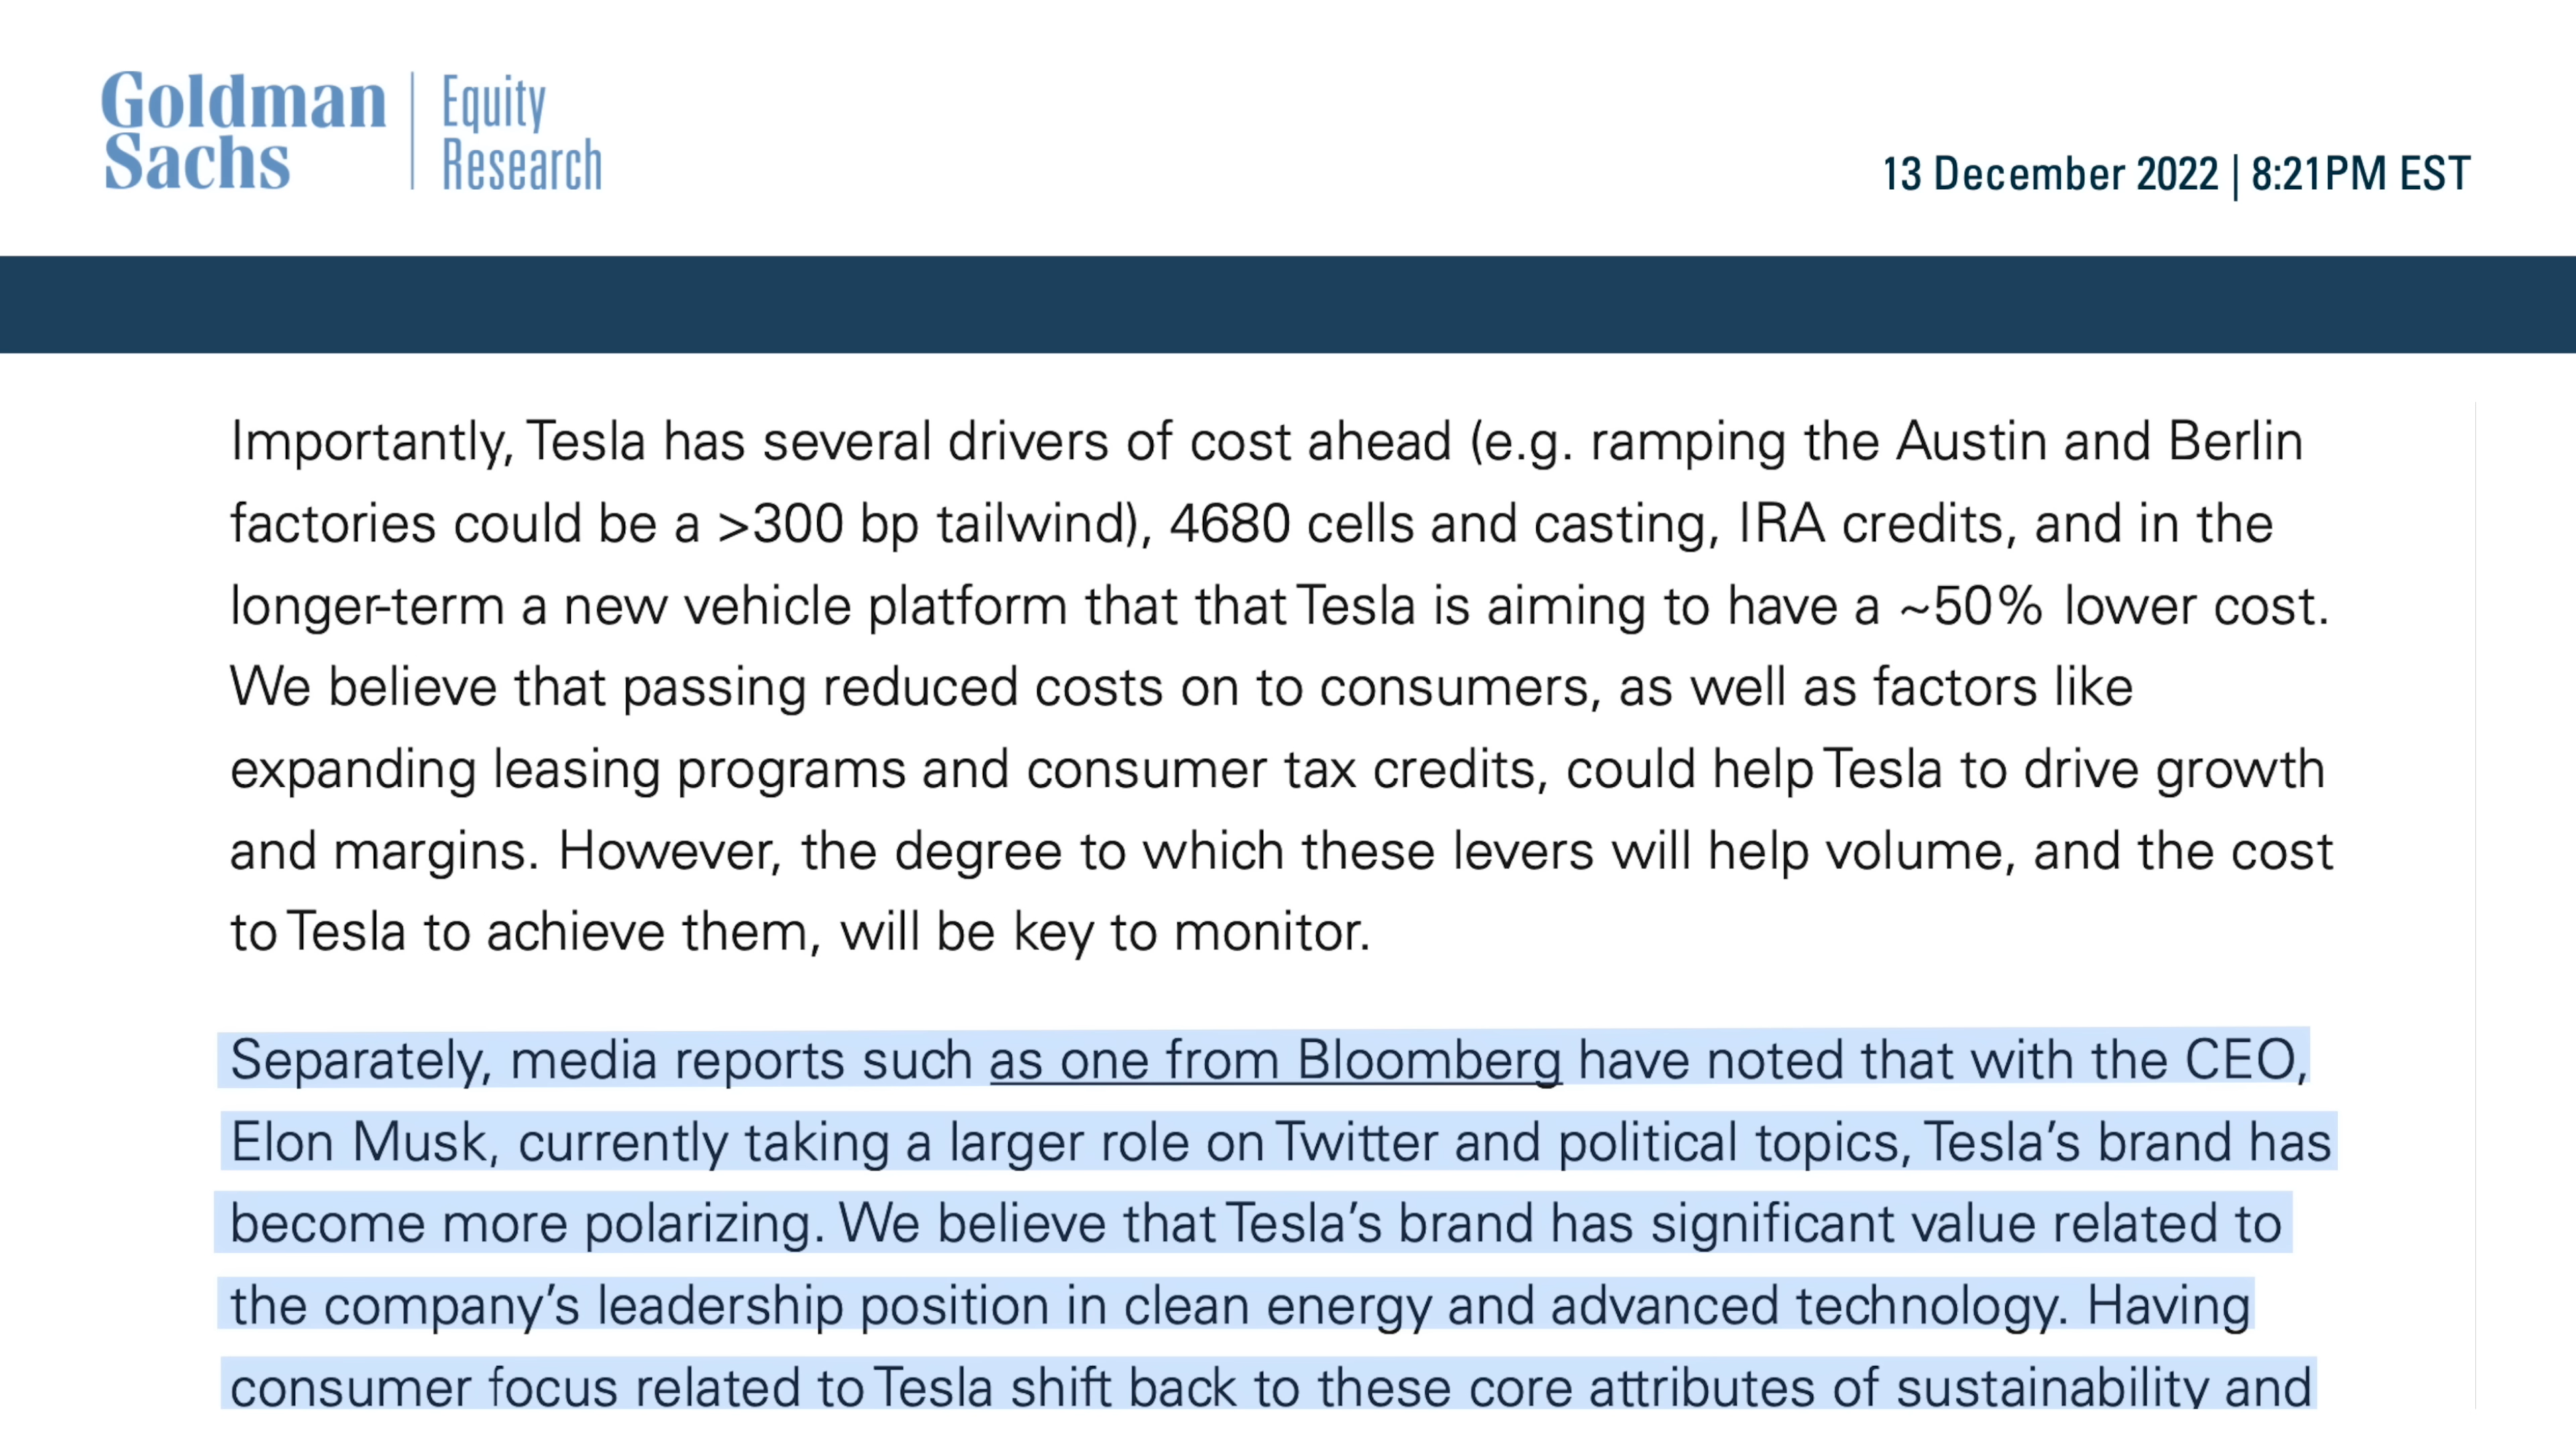 Goldman
Sachs
Equity
Research
13 December 2022 | 8:21PM EST
Importantly, Tesla has several drivers of cost ahead (e.g. ramping the Austin and Berlin
factories could be a >300 bp tailwind), 4680 cells and casting, IRA credits, and in the
longer-term a new vehicle platform that that Tesla is aiming to have a ~50% lower cost.
We believe that passing reduced costs on to consumers, as well as factors like
expanding leasing programs and consumer tax credits, could help Tesla to drive growth
and margins. However, the degree to which these levers will help volume, and the cost
to Tesla to achieve them, will be key to monitor.
Separately, media reports such as one from Bloomberg have noted that with the CEO,
Elon Musk, currently taking a larger role on Twitter and political topics, Tesla’s brand has
become more polarizing. We believe that Tesla’s brand has significant value related to
the company’s leadership position in clean energy and advanced technology. Having
consumer focus related to Tesla shift back to these core attributes of sustainability and